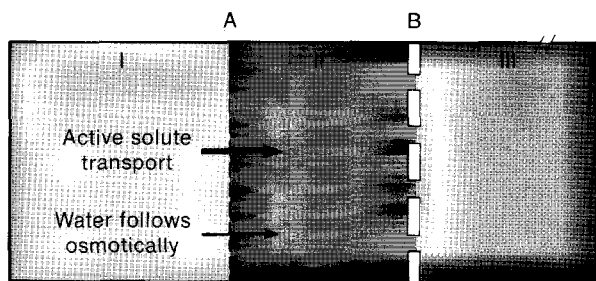 A B
I II III
Active solute
transport
Water follows
osmotically